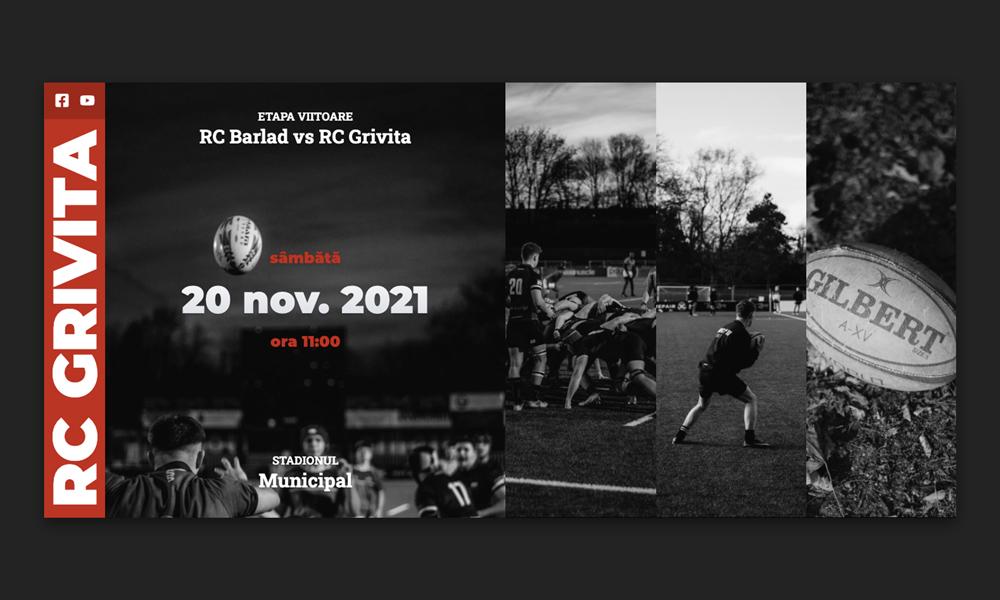 RC GRIVITA
ETAPA VIITOARE
RC Barlad vs RC Grivita
sâmbătă
20 nov. 2021
ora 11:00
STADIONUL
Municipal
20
17
GILBERT
A-XV